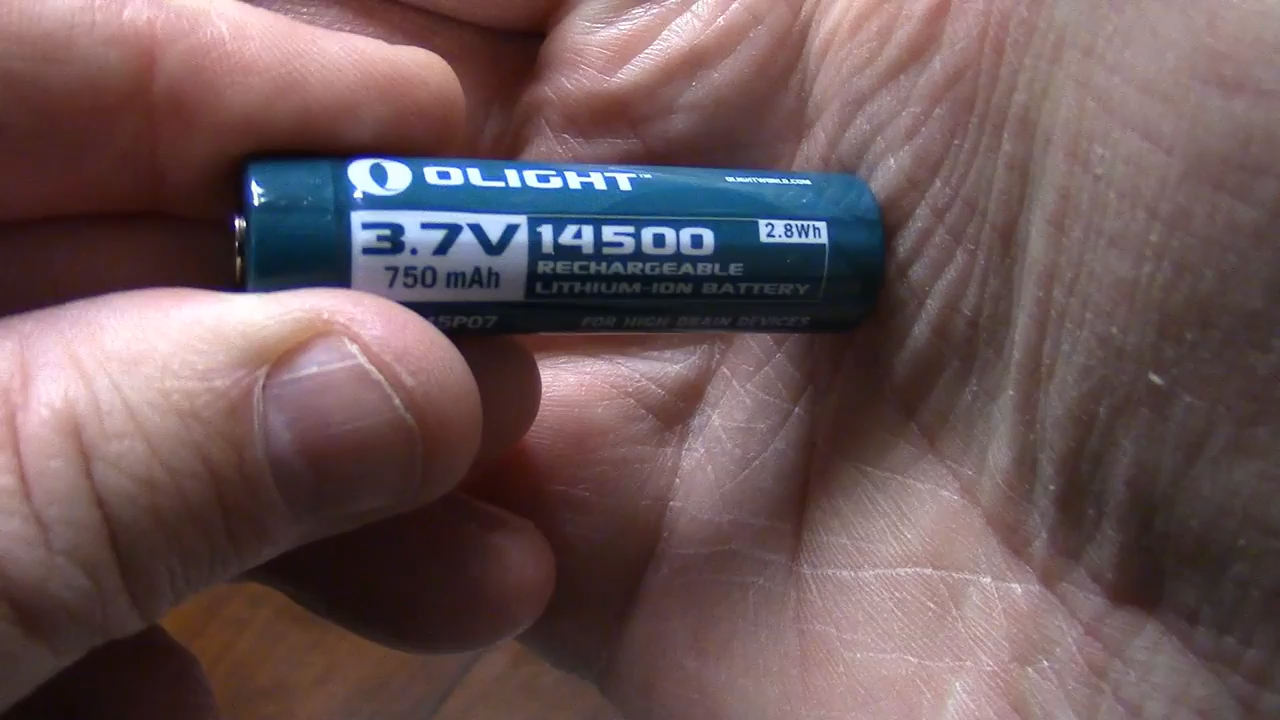 OLIGHT™
OLIGHTWORLD.COM
3.7V
750 mAh
14500
2.8Wh
RECHARGEABLE
LITHIUM-ION BATTERY
FOR HIGH DRAIN DEVICES